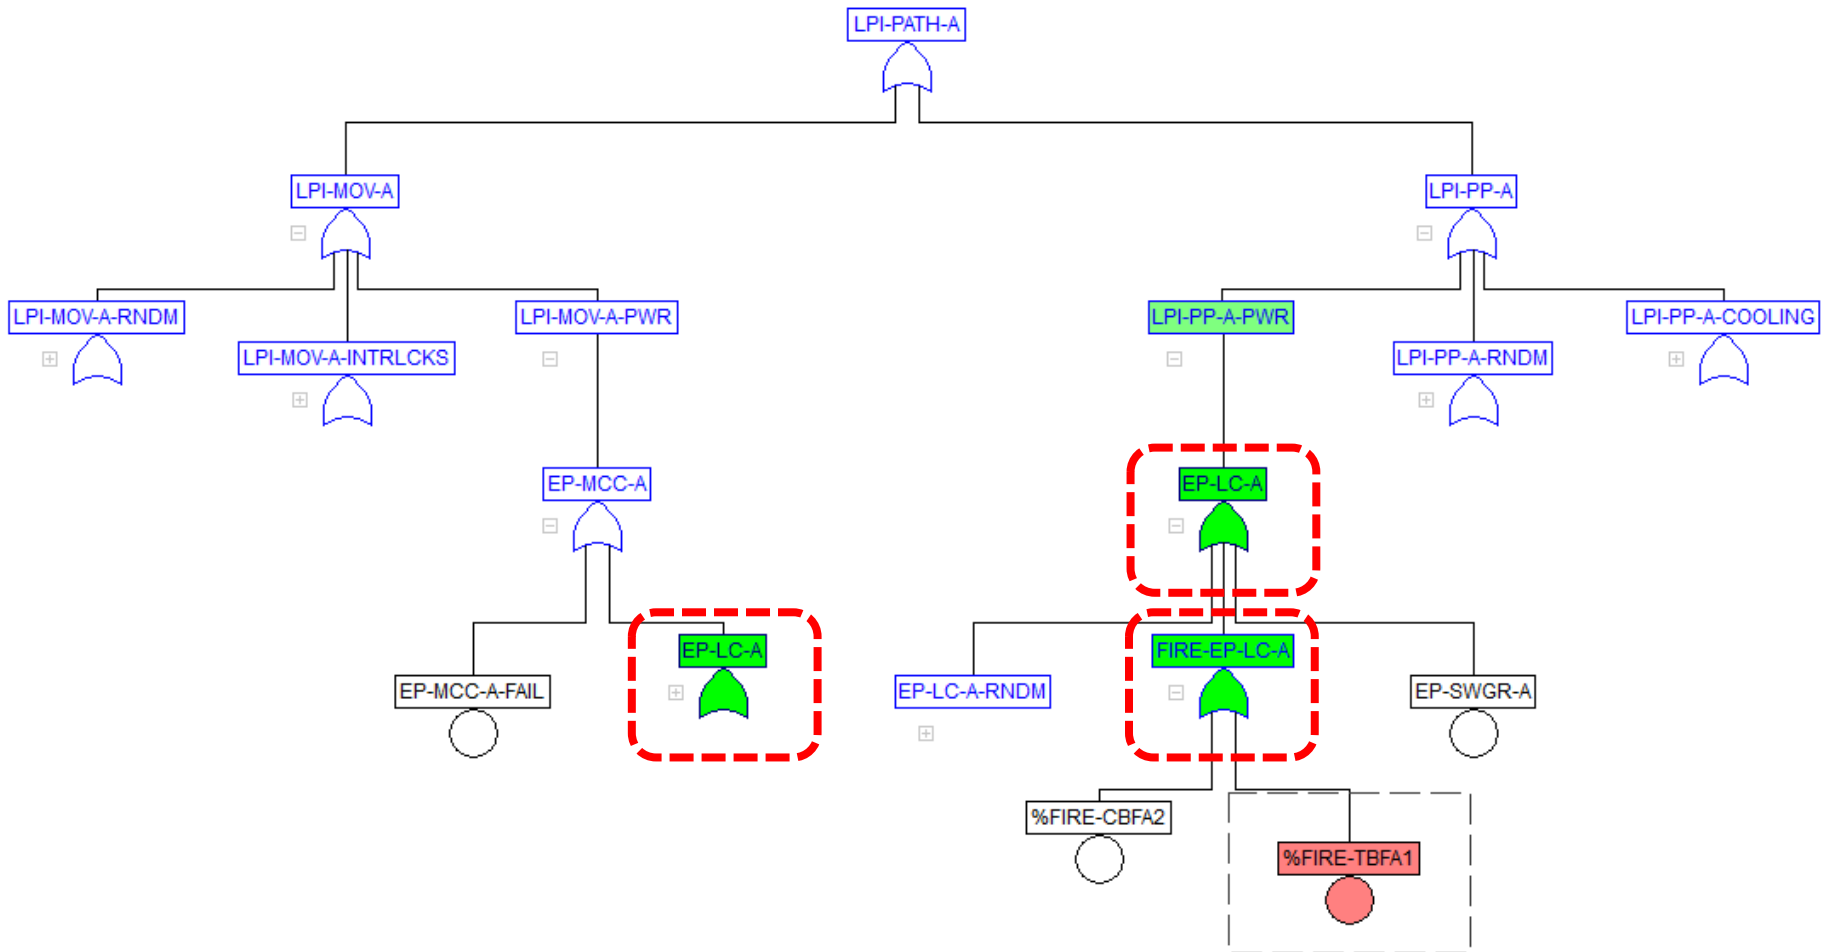 LPI-PATH-A
LPI-MOV-A
LPI-PP-A
LPI-MOV-A-RNDM
LPI-MOV-A-PWR
LPI-PP-A-PWR
LPI-PP-A-COOLING
LPI-MOV-A-INTRLCKS
LPI-PP-A-RNDM
EP-MCC-A
EP-LC-A
EP-LC-A
FIRE-EP-LC-A
EP-MCC-A-FAIL
EP-LC-A-RNDM
EP-SWGR-A
%FIRE-CBFA2
%FIRE-TBFA1